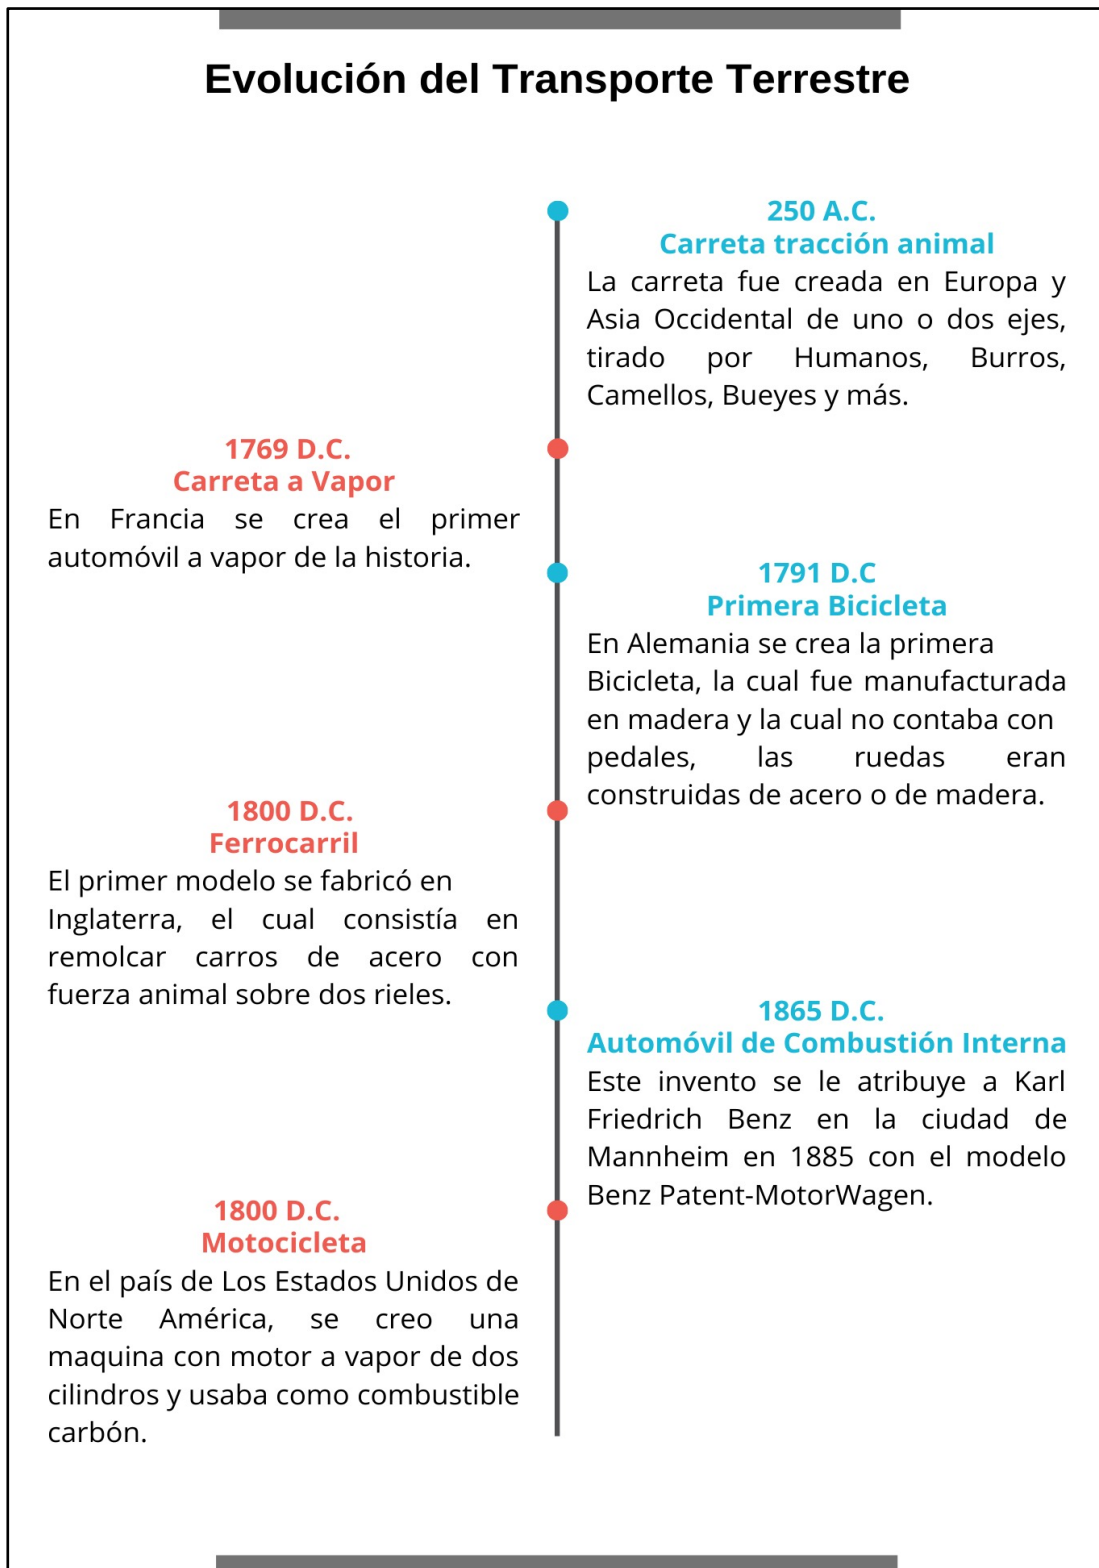 Evolución del Transporte Terrestre
250 A.C.
Carreta tracción animal
La carreta fue creada en Europa y
Asia Occidental de uno o dos ejes,
tirado por Humanos, Burros,
Camellos, Bueyes y más.
1769 D.C.
Carreta a Vapor
En Francia se crea el primer
automóvil a vapor de la historia.
1791 D.C
Primera Bicicleta
En Alemania se crea la primera
Bicicleta, la cual fue manufacturada
en madera y la cual no contaba con
pedales, las ruedas eran
construidas de acero o de madera.
1800 D.C.
Ferrocarril
El primer modelo se fabricó en
Inglaterra, el cual consistía en
remolcar carros de acero con
fuerza animal sobre dos rieles.
1865 D.C.
Automóvil de Combustión Interna
Este invento se le atribuye a Karl
Friedrich Benz en la ciudad de
Mannheim en 1885 con el modelo
Benz Patent-MotorWagen.
1800 D.C.
Motocicleta
En el país de Los Estados Unidos de
Norte América, se creo una
maquina con motor a vapor de dos
cilindros y usaba como combustible
carbón.